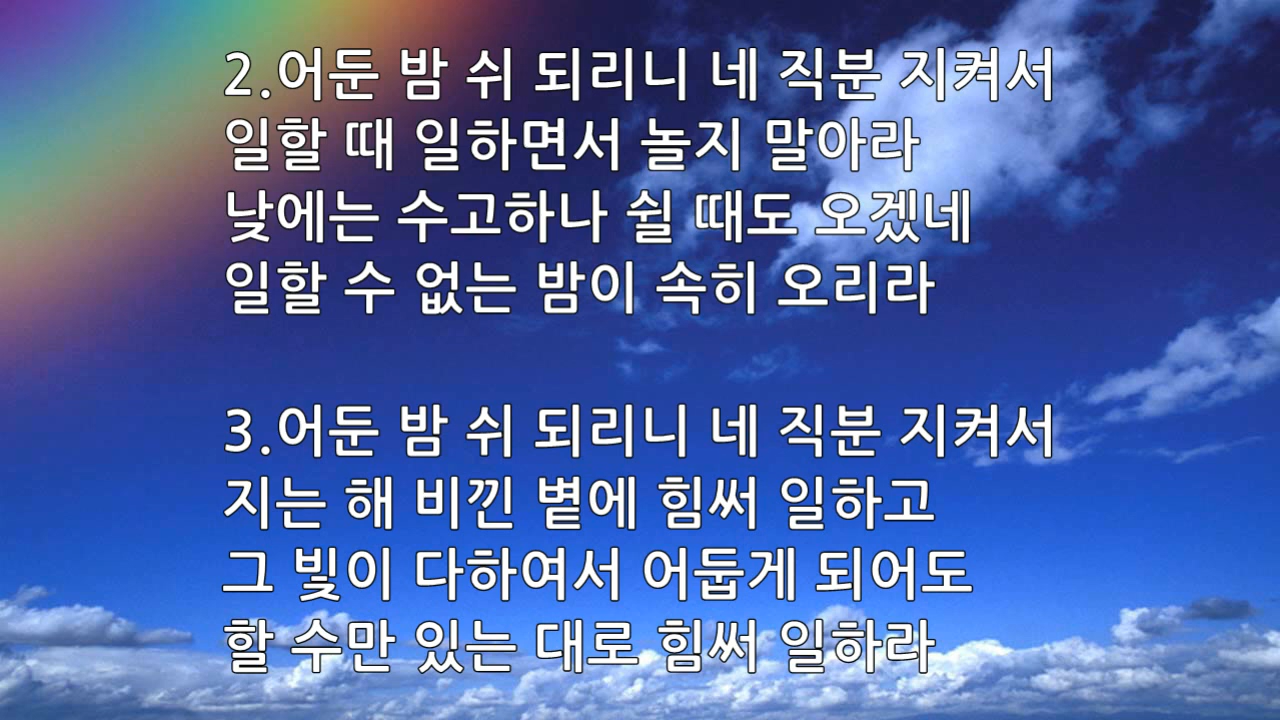 2.어둔 밤 쉬 되리니 네 직분 지켜서
일할 때 일하면서 놀지 말아라
낮에는 수고하나 쉴 때도 오겠네
일할 수 없는 밤이 속히 오리라
3.어둔 밤 쉬 되리니 네 직분 지켜서
지는 해 비낀 볕에 힘써 일하고
그 빛이 다하여서 어둡게 되어도
할 수만 있는 대로 힘써 일하라